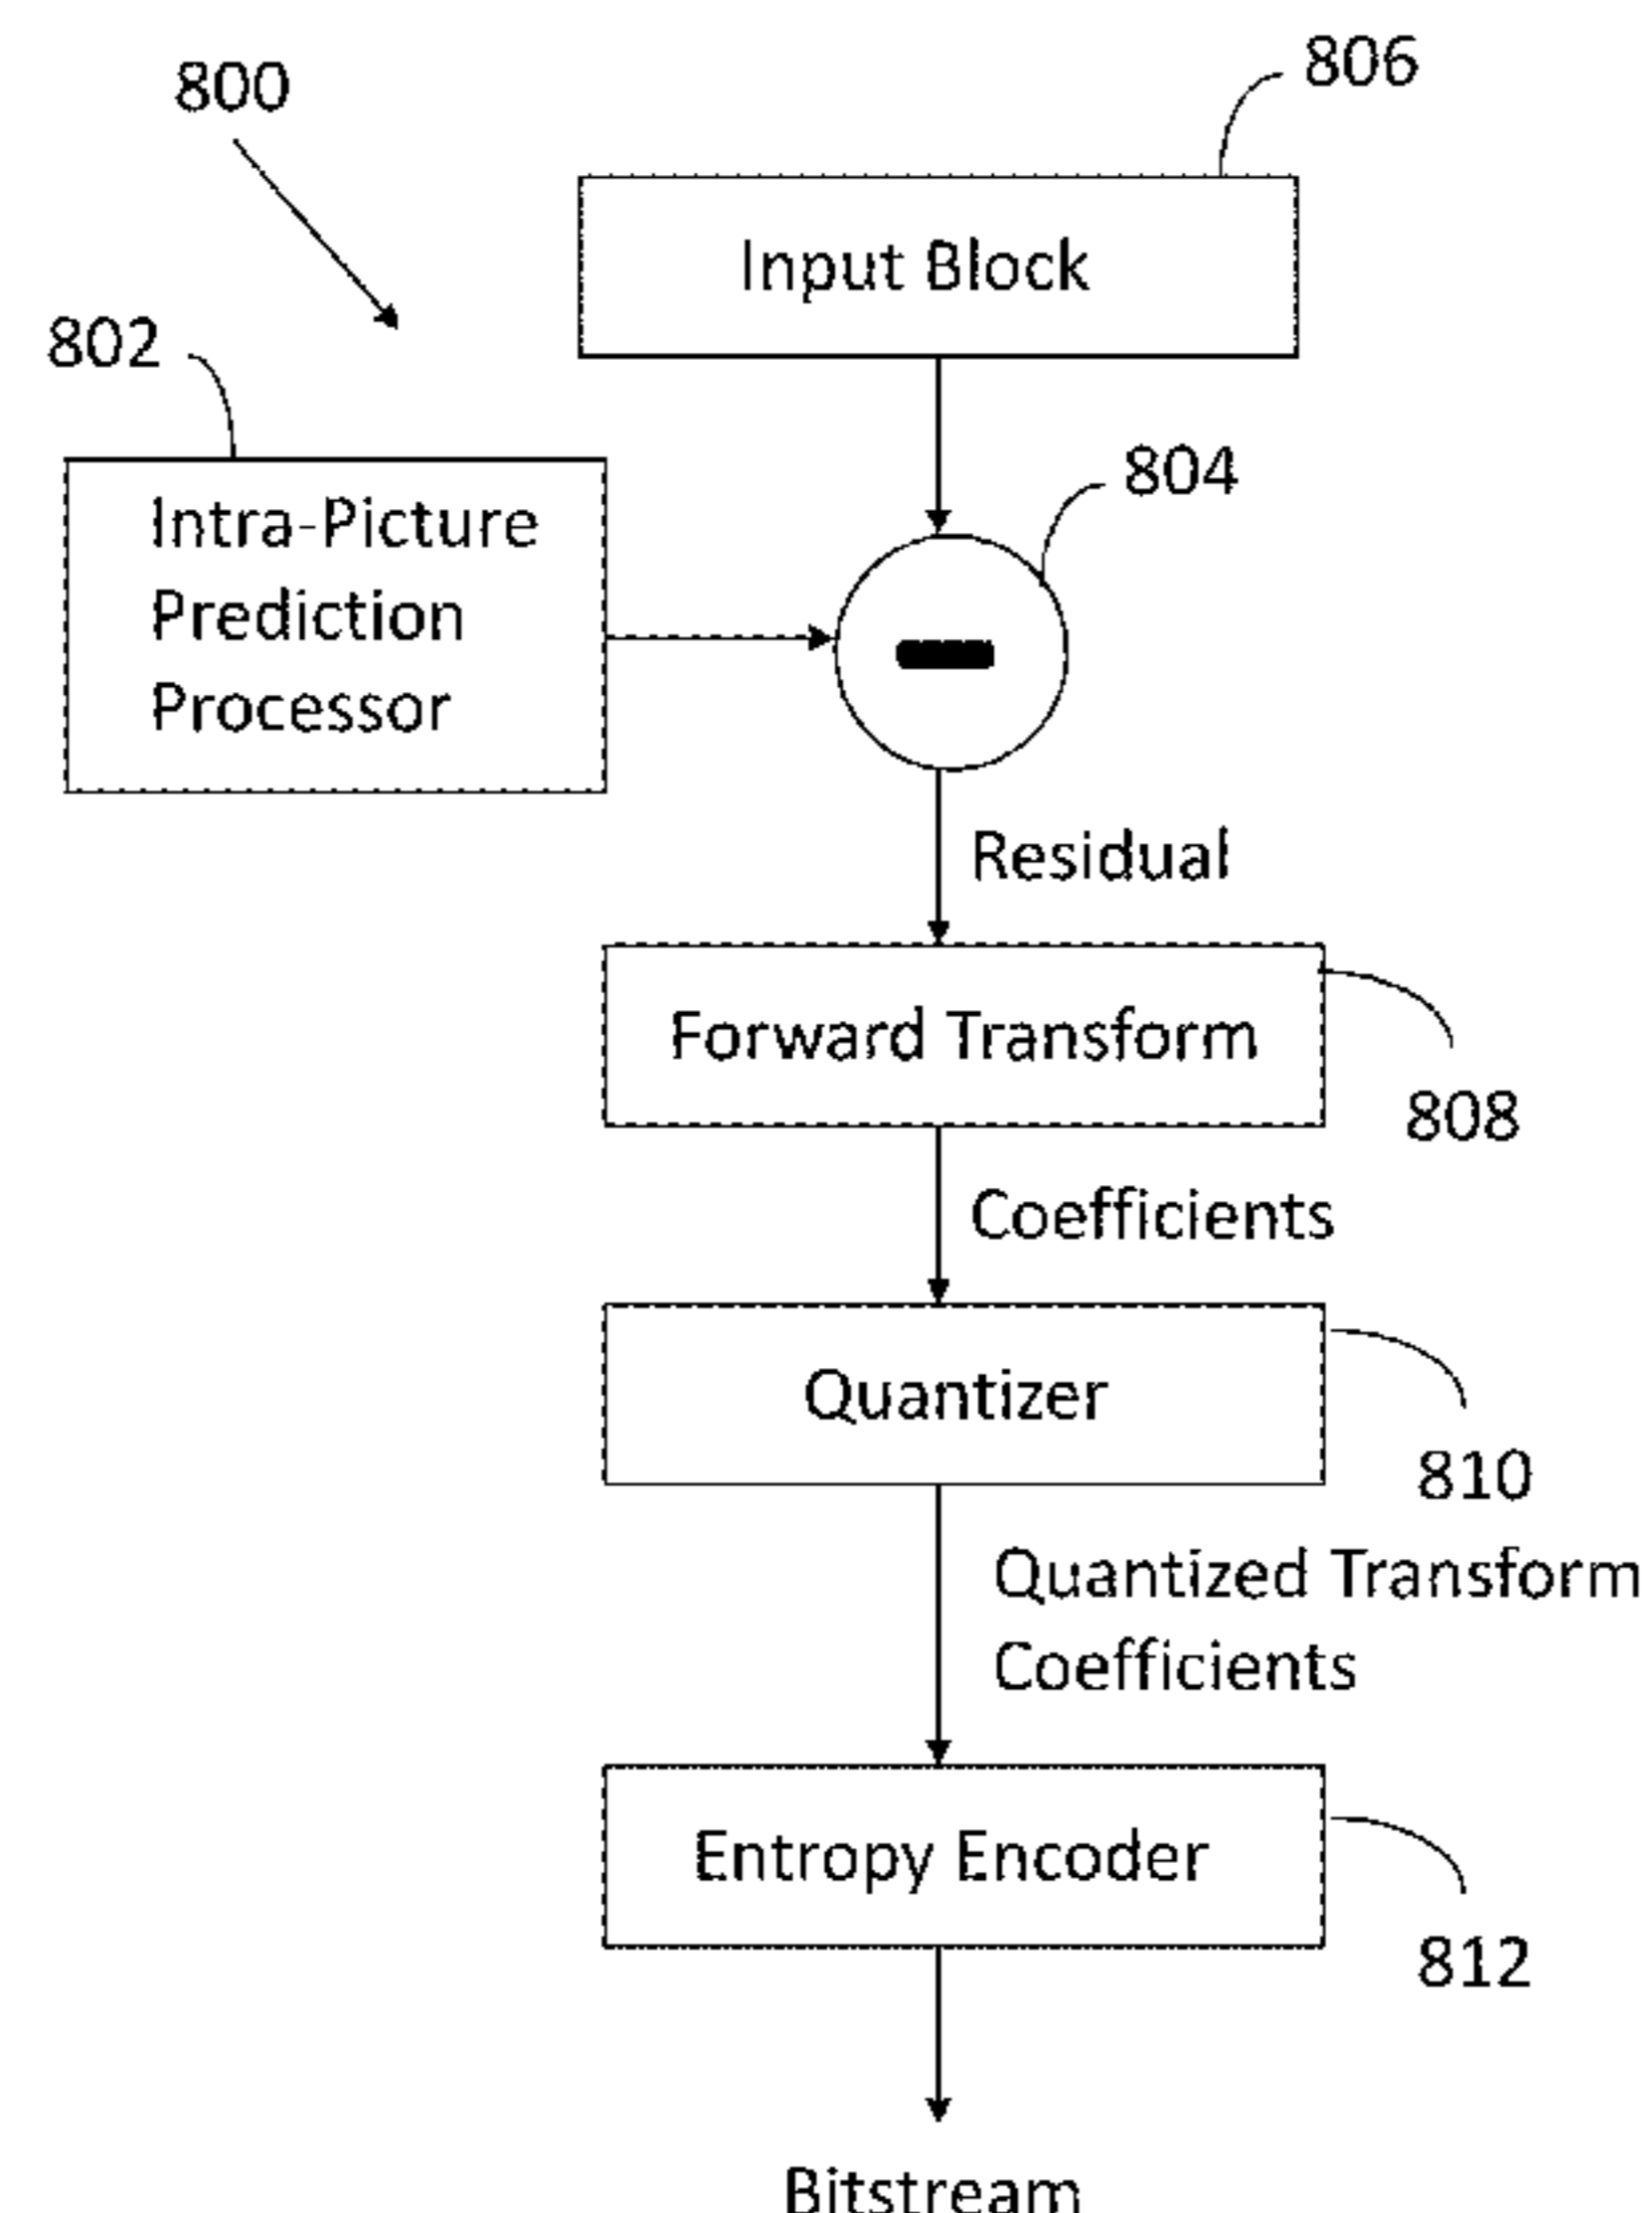 800
806
Input Block
802
804
Intra-Picture
Prediction
Processor
Residual
Forward Transform
808
Coefficients
Quantizer
810
Quantized Transform
Coefficients
Entropy Encoder
812
Bitstream